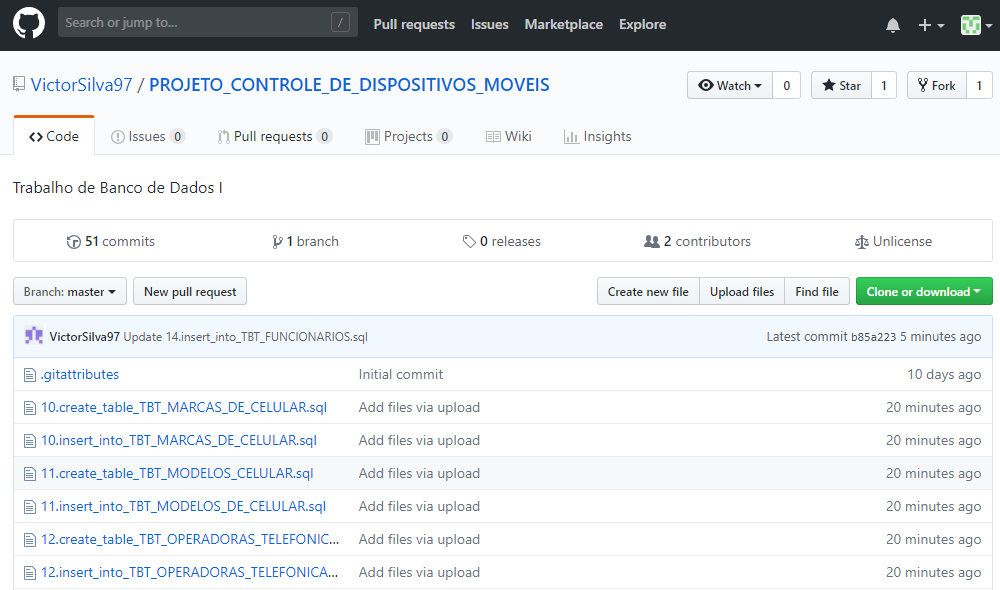 Search or jump to... /
Pull requests Issues Marketplace Explore
VictorSilva97 / PROJETO_CONTROLE_DE_DISPOSITIVOS_MOVEIS
Watch 0 Star 1 Fork 1
Code Issues 0 Pull requests 0 Projects 0 Wiki Insights
Trabalho de Banco de Dados I
51 commits 1 branch 0 releases 2 contributors Unlicense
Branch: master New pull request Create new file Upload files Find file Clone or download
VictorSilva97 Update 14.insert_into_TBT_FUNCIONARIOS.sql Latest commit b85a223 5 minutes ago
.gitattributes Initial commit 10 days ago
10.create_table_TBT_MARCAS_DE_CELULAR.sql Add files via upload 20 minutes ago
10.insert_into_TBT_MARCAS_DE_CELULAR.sql Add files via upload 20 minutes ago
11.create_table_TBT_MODELOS_CELULAR.sql Add files via upload 20 minutes ago
11.insert_into_TBT_MODELOS_DE_CELULAR.sql Add files via upload 20 minutes ago
12.create_table_TBT_OPERADORAS_TELEFONIC... Add files via upload 20 minutes ago
12.insert_into_TBT_OPERADORAS_TELEFONICA... Add files via upload 20 minutes ago